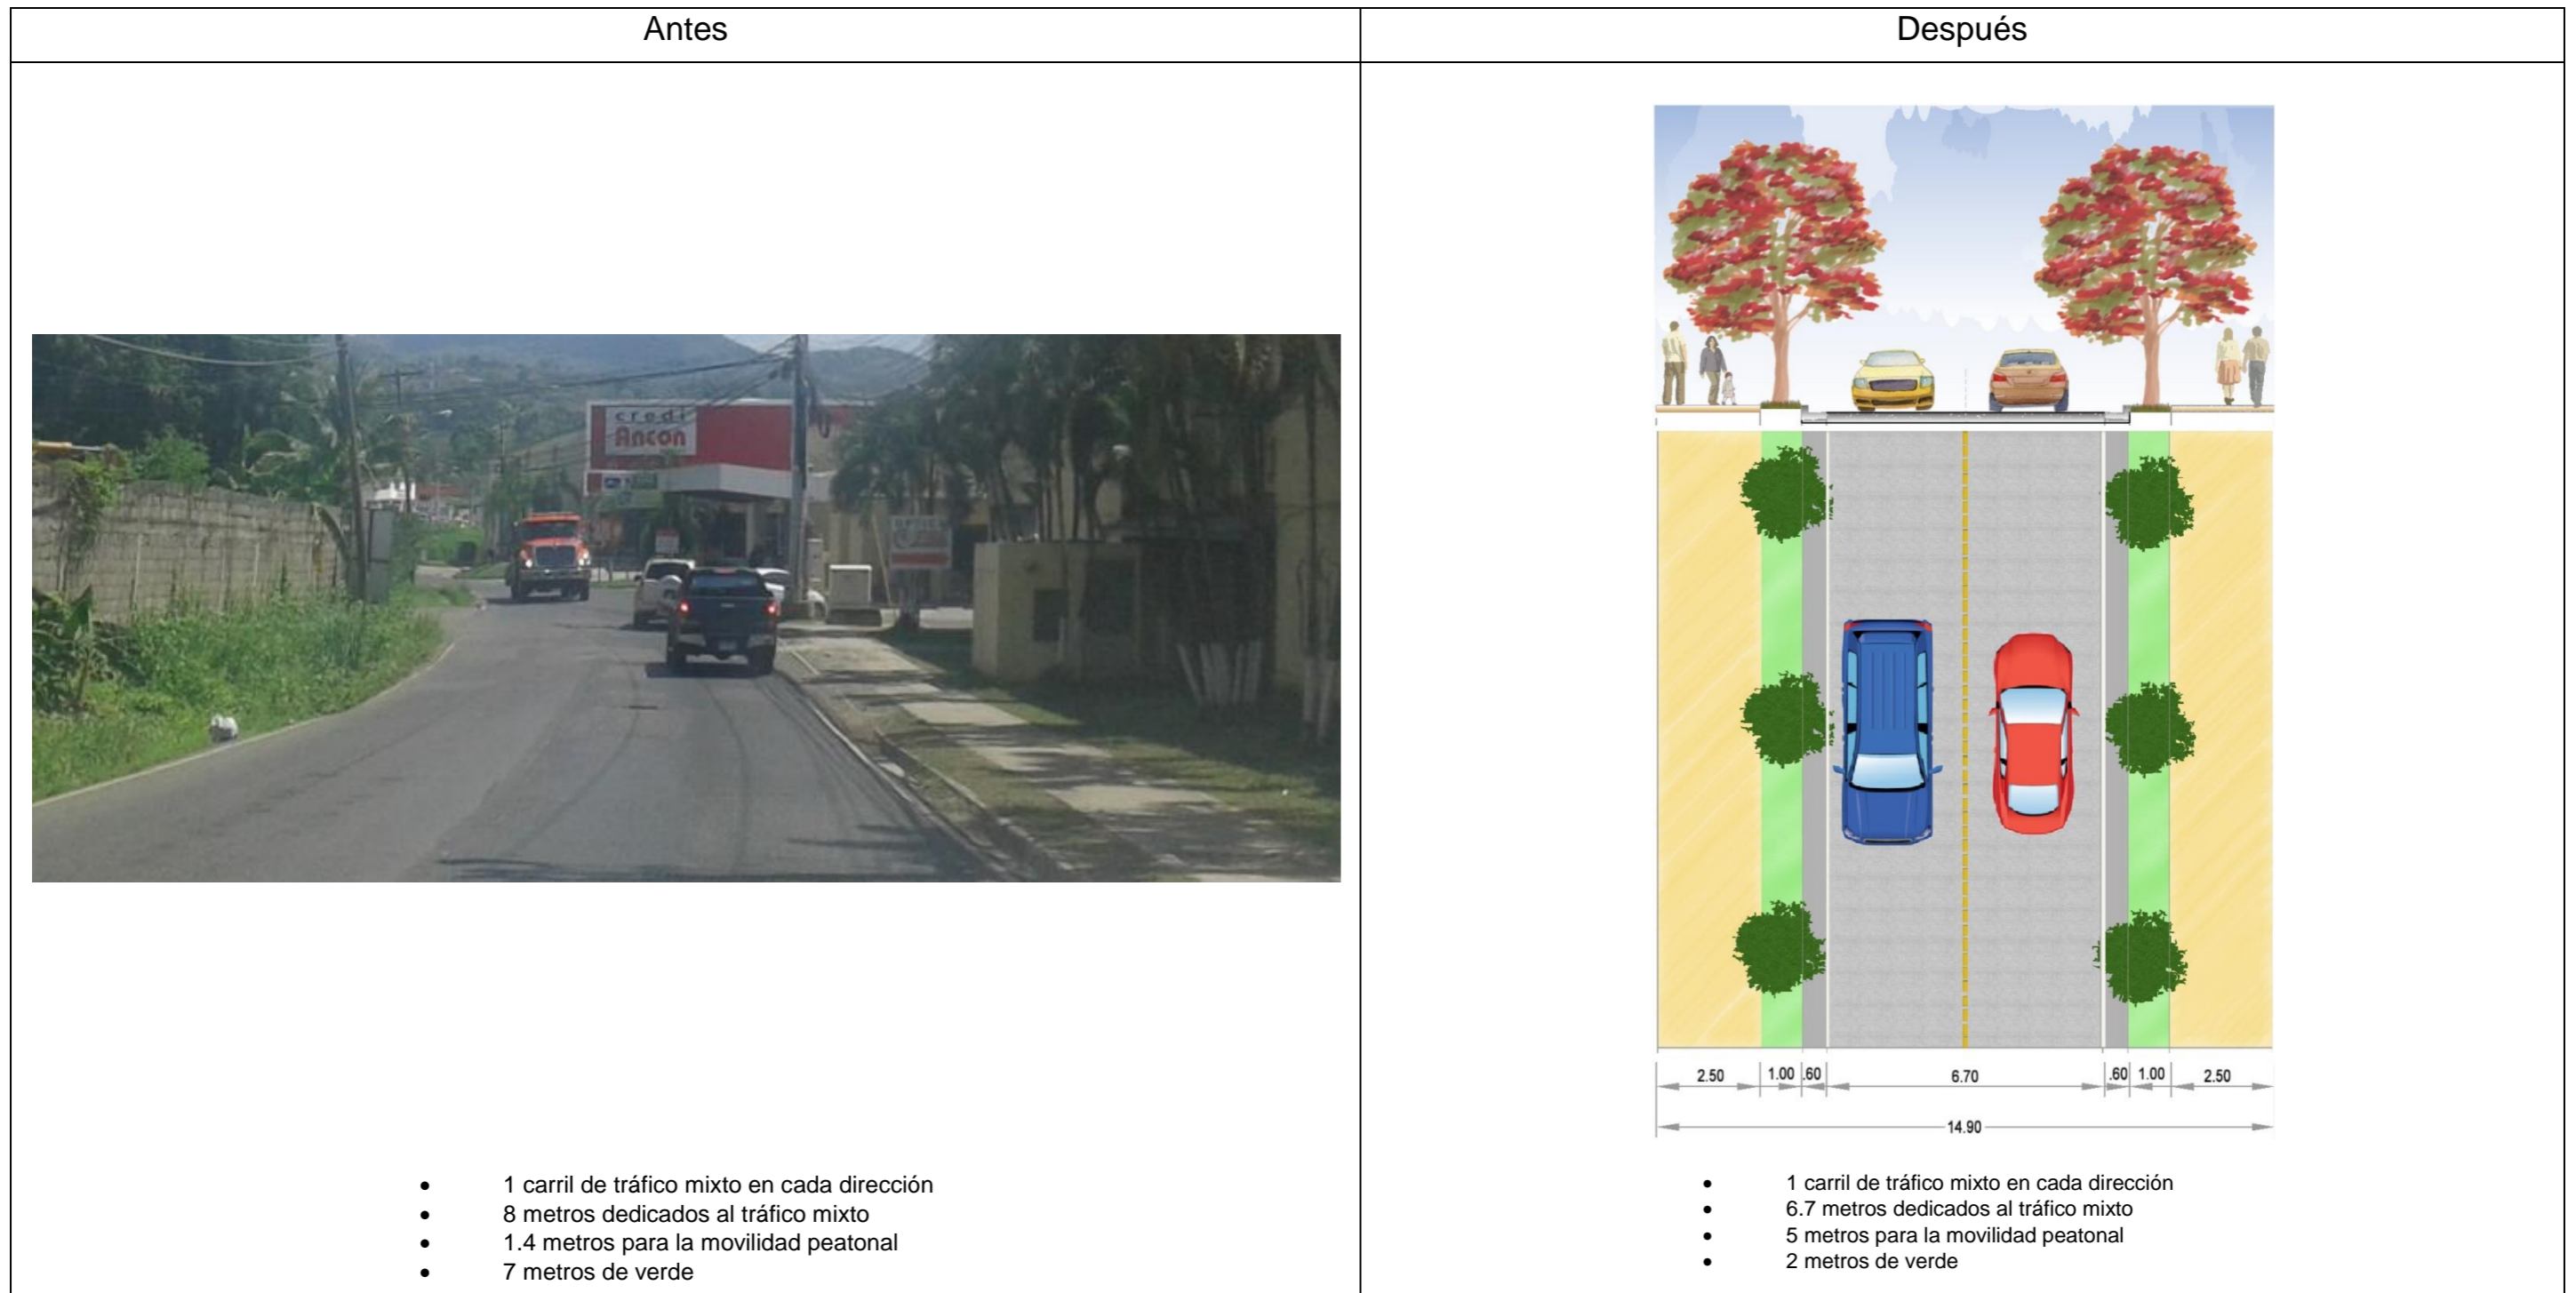 Antes
Después
credi
Ancon
2.50 1.00 .60 6.70 .60 1.00 2.50
14.90
• 1 carril de tráfico mixto en cada dirección
• 8 metros dedicados al tráfico mixto
• 1.4 metros para la movilidad peatonal
• 7 metros de verde
• 1 carril de tráfico mixto en cada dirección
• 6.7 metros dedicados al tráfico mixto
• 5 metros para la movilidad peatonal
• 2 metros de verde